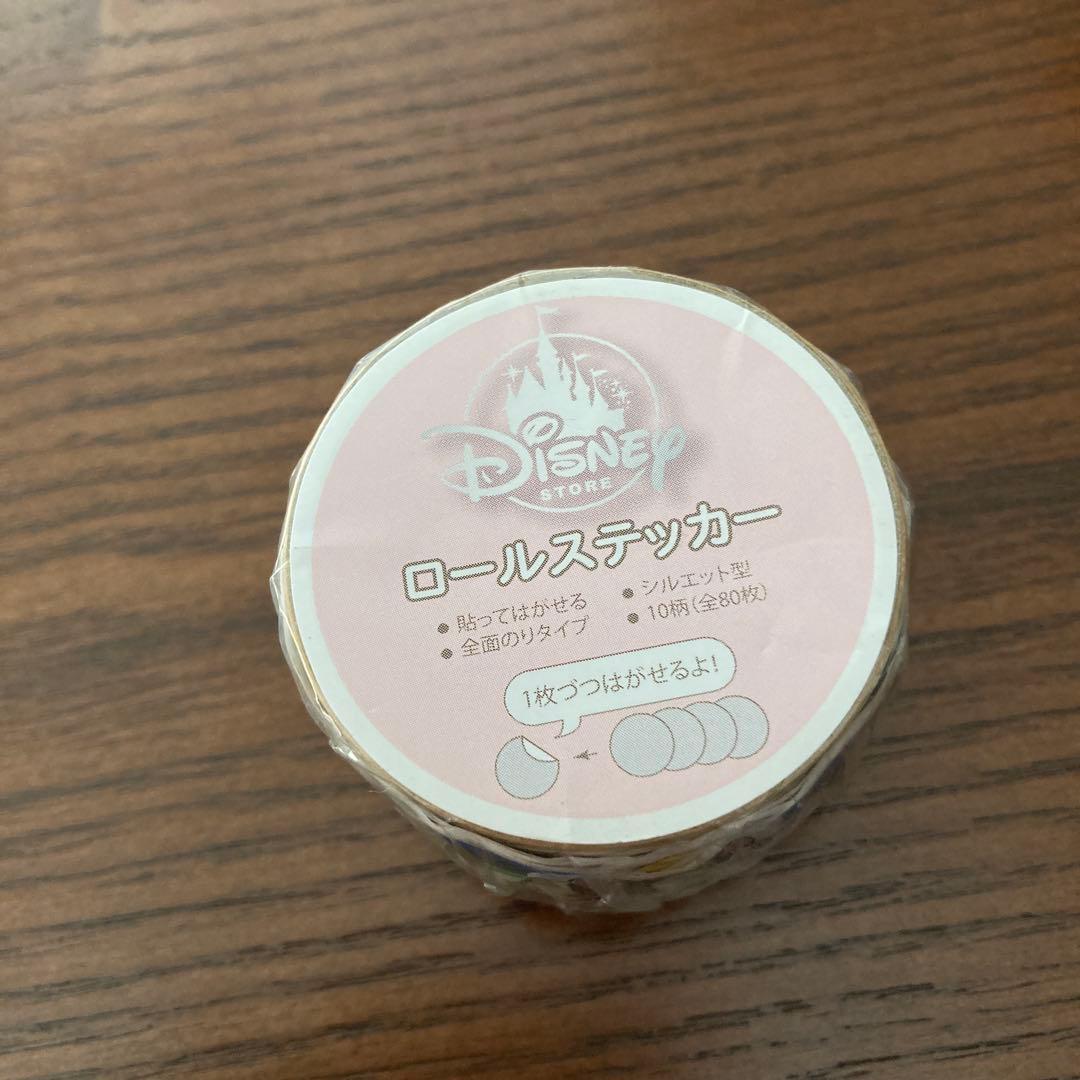 Disney
STORE
ロールステッカー
● 貼ってはがせる
● 全面のりタイプ
● シルエット型
● 10柄(全80枚)
1枚づつはがせるよ!